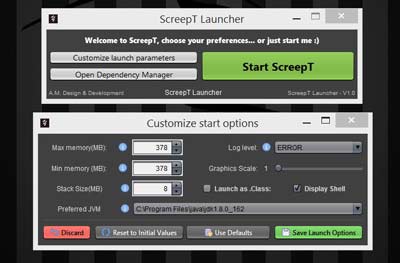 ScreepT Launcher
Welcome to ScreepT, choose your preferences... or just start me ;)
Customize launch parameters
Start ScreepT
Open Dependency Manager
A.M. Design & Development
ScreepT Launcher
ScreepT Launcher - V1.0
Customize start options
Max memory(MB): 378
Log level: ERROR
Min memory (MB): 378
Graphics Scale: 1
Stack Size(MB) 8
Launch as .Class:
Display Shell
Preferred JVM C:\Program Files\java\jdk1.8.0_162
Discard
Reset to Initial Values
Use Defaults
Save Launch Options